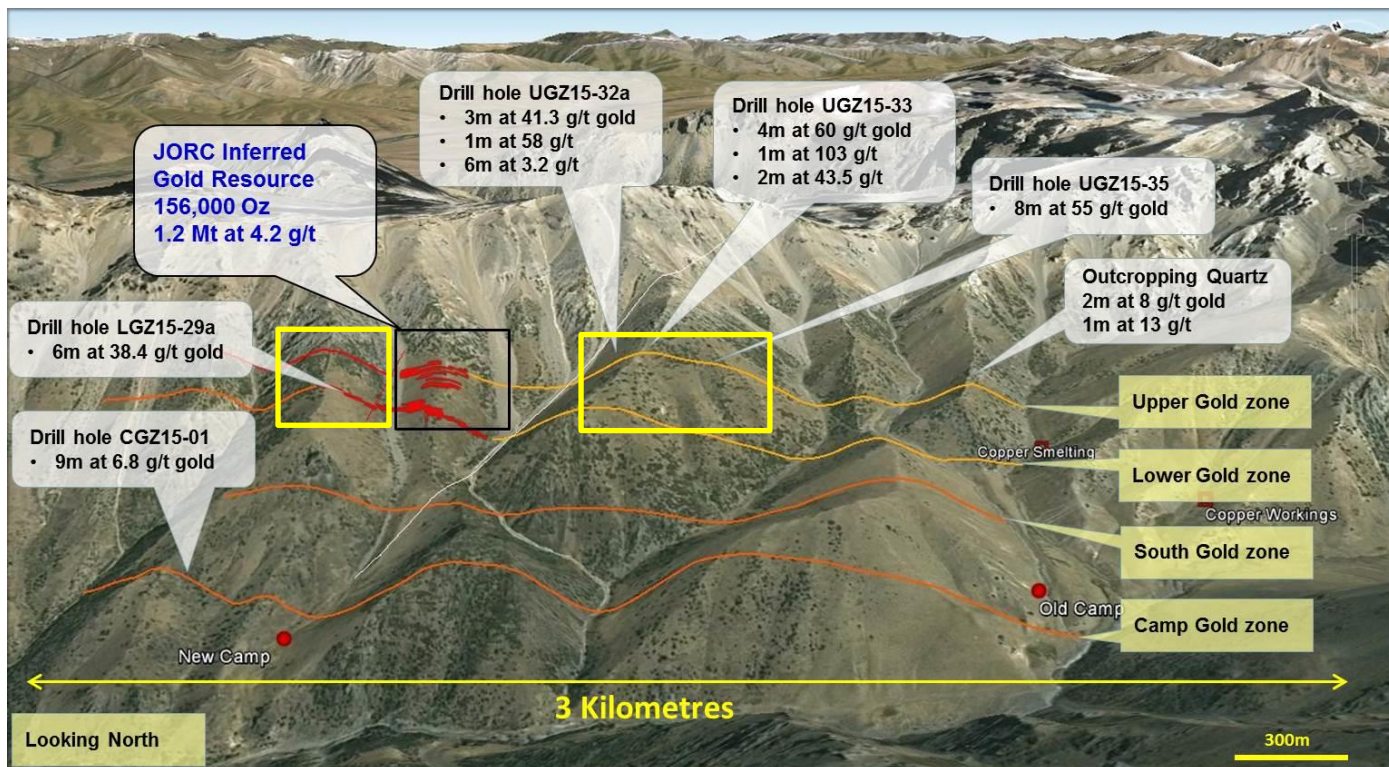 N
Drill hole UGZ15-32a
• 3m at 41.3 g/t gold
• 1m at 58 g/t
• 6m at 3.2 g/t
Drill hole UGZ15-33
• 4m at 60 g/t gold
• 1m at 103 g/t
• 2m at 43.5 g/t
JORC Inferred
Gold Resource
156,000 Oz
1.2 Mt at 4.2 g/t
Drill hole UGZ15-35
• 8m at 55 g/t gold
Outcropping Quartz
2m at 8 g/t gold
1m at 13 g/t
Drill hole LGZ15-29a
• 6m at 38.4 g/t gold
Drill hole CGZ15-01
• 9m at 6.8 g/t gold
Upper Gold zone
Copper Smelting
Lower Gold zone
Copper Workings
South Gold zone
Old Camp
Camp Gold zone
New Camp
3 Kilometres
Looking North
300m